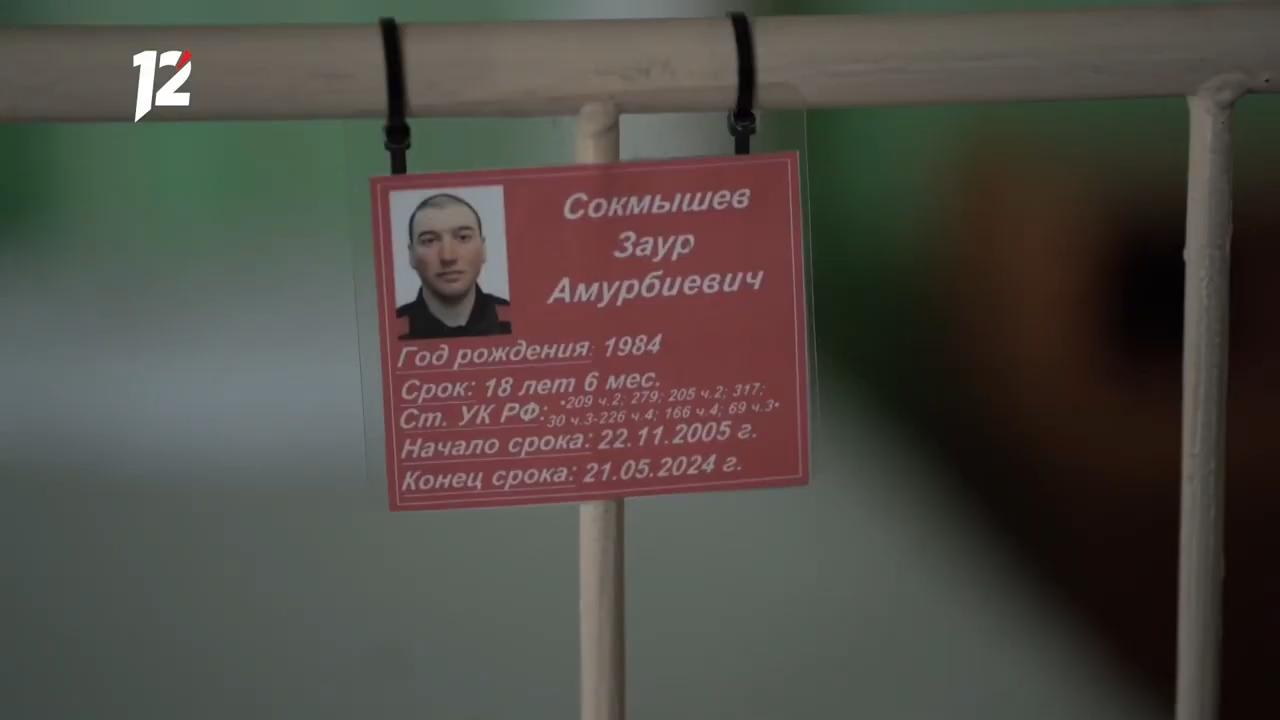 12
Сокмышев
Заур
Амурбиевич
Год рождения: 1984
Срок: 18 лет 6 мес.
Ст. УК РФ: •209 ч.2; 279; 205 ч.2; 317;
30 ч.3-226 ч.4; 166 ч.4; 69 ч.3•
Начало срока: 22.11.2005 г.
Конец срока: 21.05.2024 г.